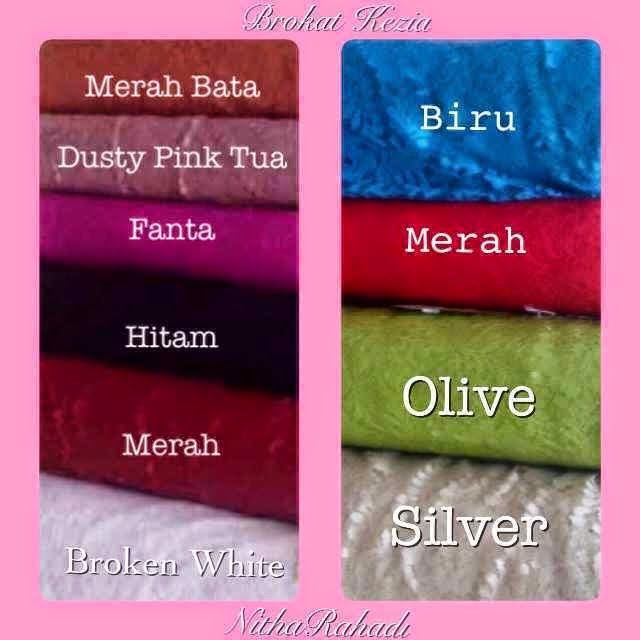 Brokat Kezia
Merah Bata
Dusty Pink Tua
Fanta
Hitam
Merah
Broken White
Biru
Merah
Olive
Silver
NithaRahadi